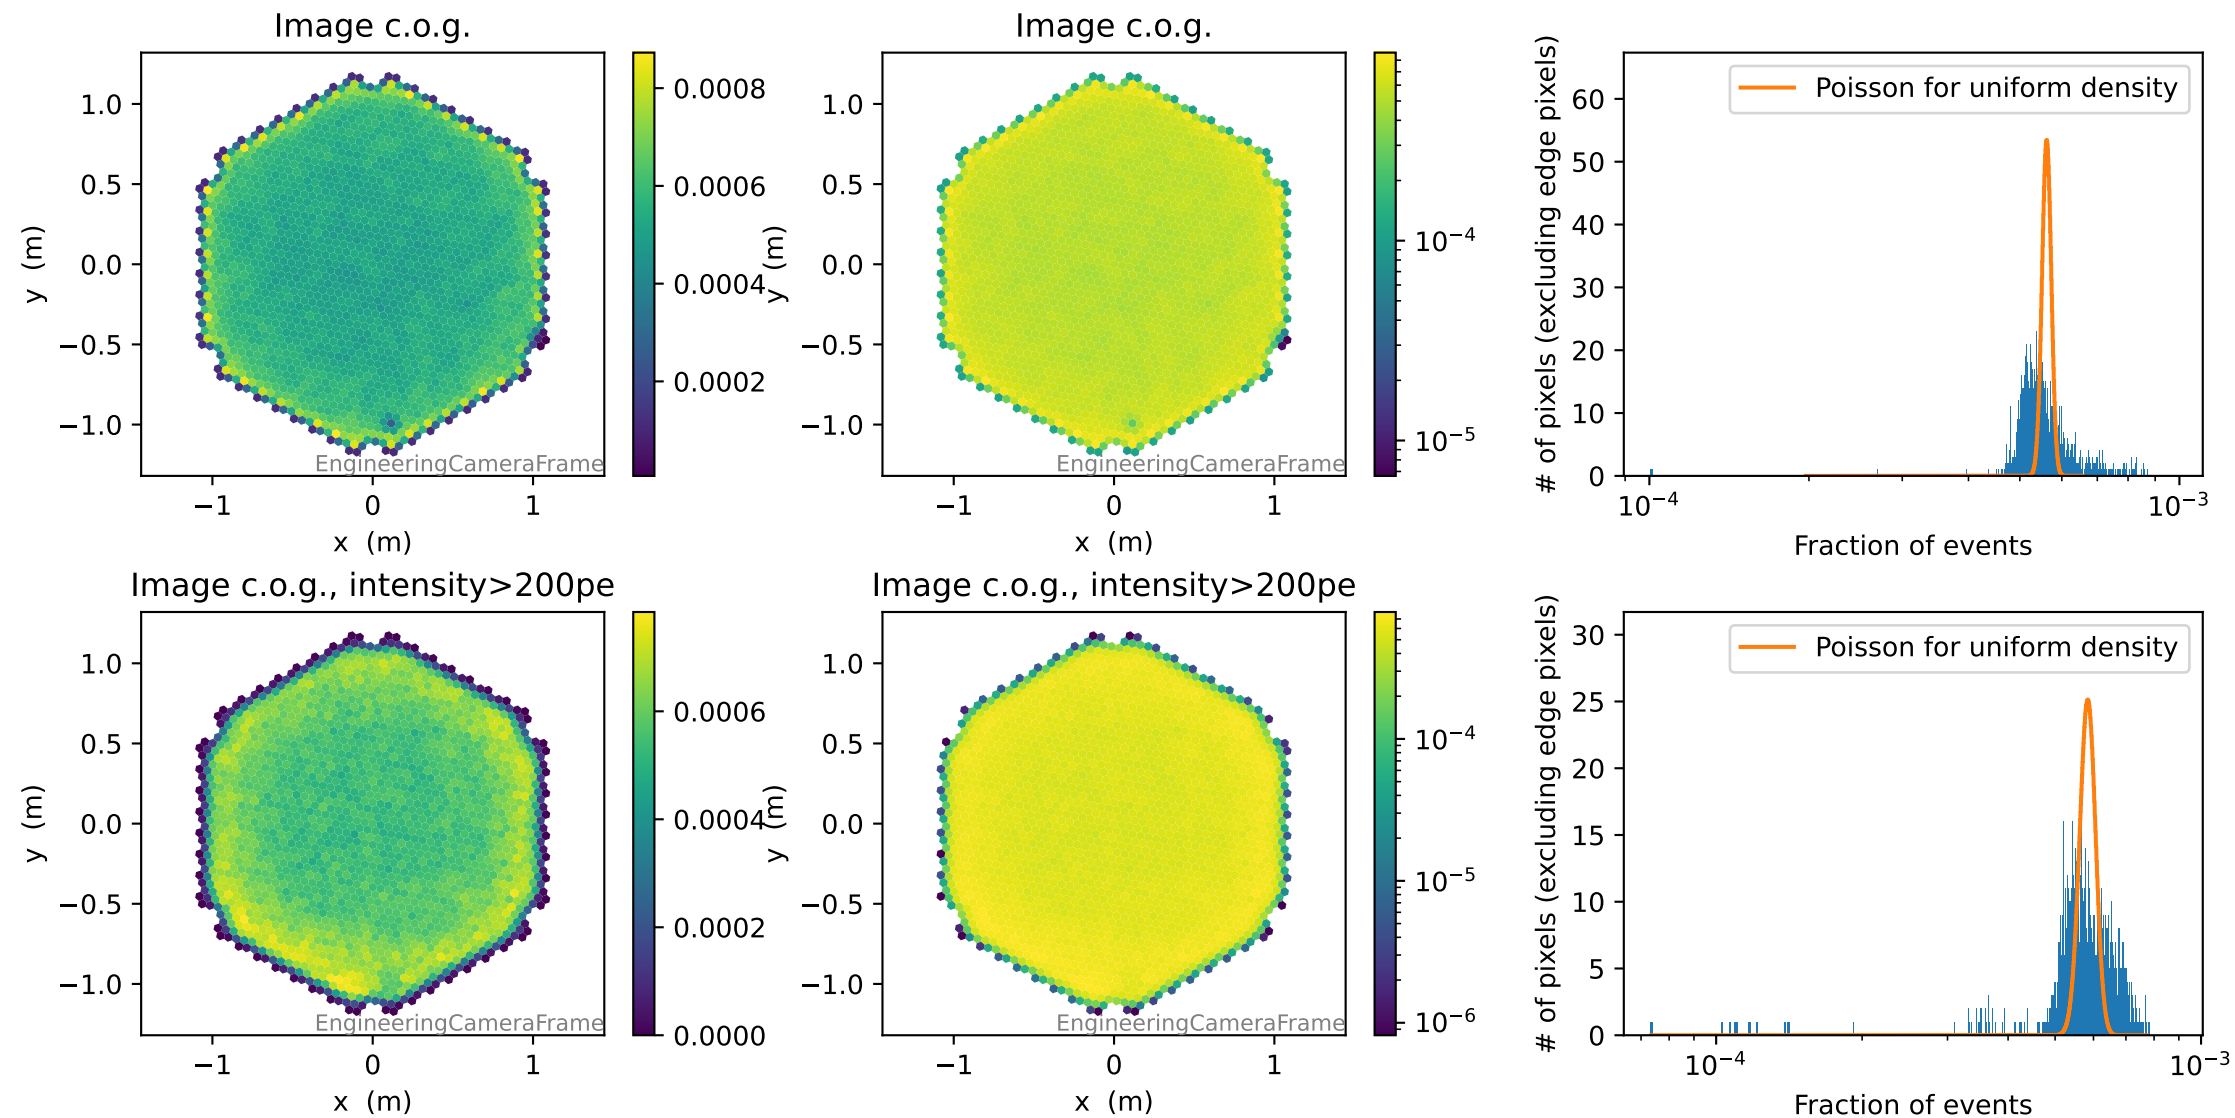 Image c.o.g.
1.0
0.5
0.0
−0.5
−1.0
y (m)
−1
0
1
x (m)
EngineeringCameraFrame
0.0008
0.0006
0.0004
0.0002
Image c.o.g.
1.0
0.5
0.0
−0.5
−1.0
y (m)
−1
0
1
x (m)
EngineeringCameraFrame
10−4
10−5
# of pixels (excluding edge pixels)
60
50
40
30
20
10
0
Poisson for uniform density
10−4
10−3
Fraction of events
Image c.o.g., intensity>200pe
1.0
0.5
0.0
−0.5
−1.0
y (m)
−1
0
1
x (m)
EngineeringCameraFrame
0.0006
0.0004
0.0002
0.0000
Image c.o.g., intensity>200pe
1.0
0.5
0.0
−0.5
−1.0
y (m)
−1
0
1
x (m)
EngineeringCameraFrame
10−4
10−5
10−6
# of pixels (excluding edge pixels)
30
25
20
15
10
5
0
Poisson for uniform density
10−4
10−3
Fraction of events